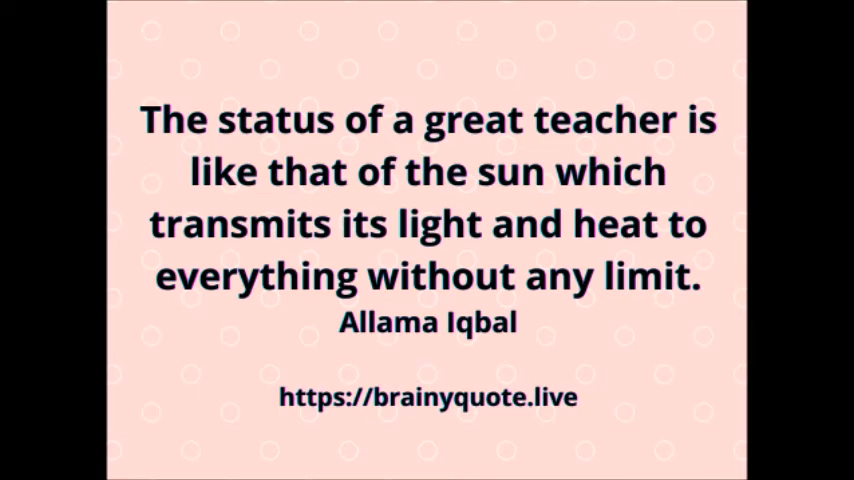 The status of a great teacher is
like that of the sun which
transmits its light and heat to
everything without any limit.
Allama Iqbal
https://brainyquote.live